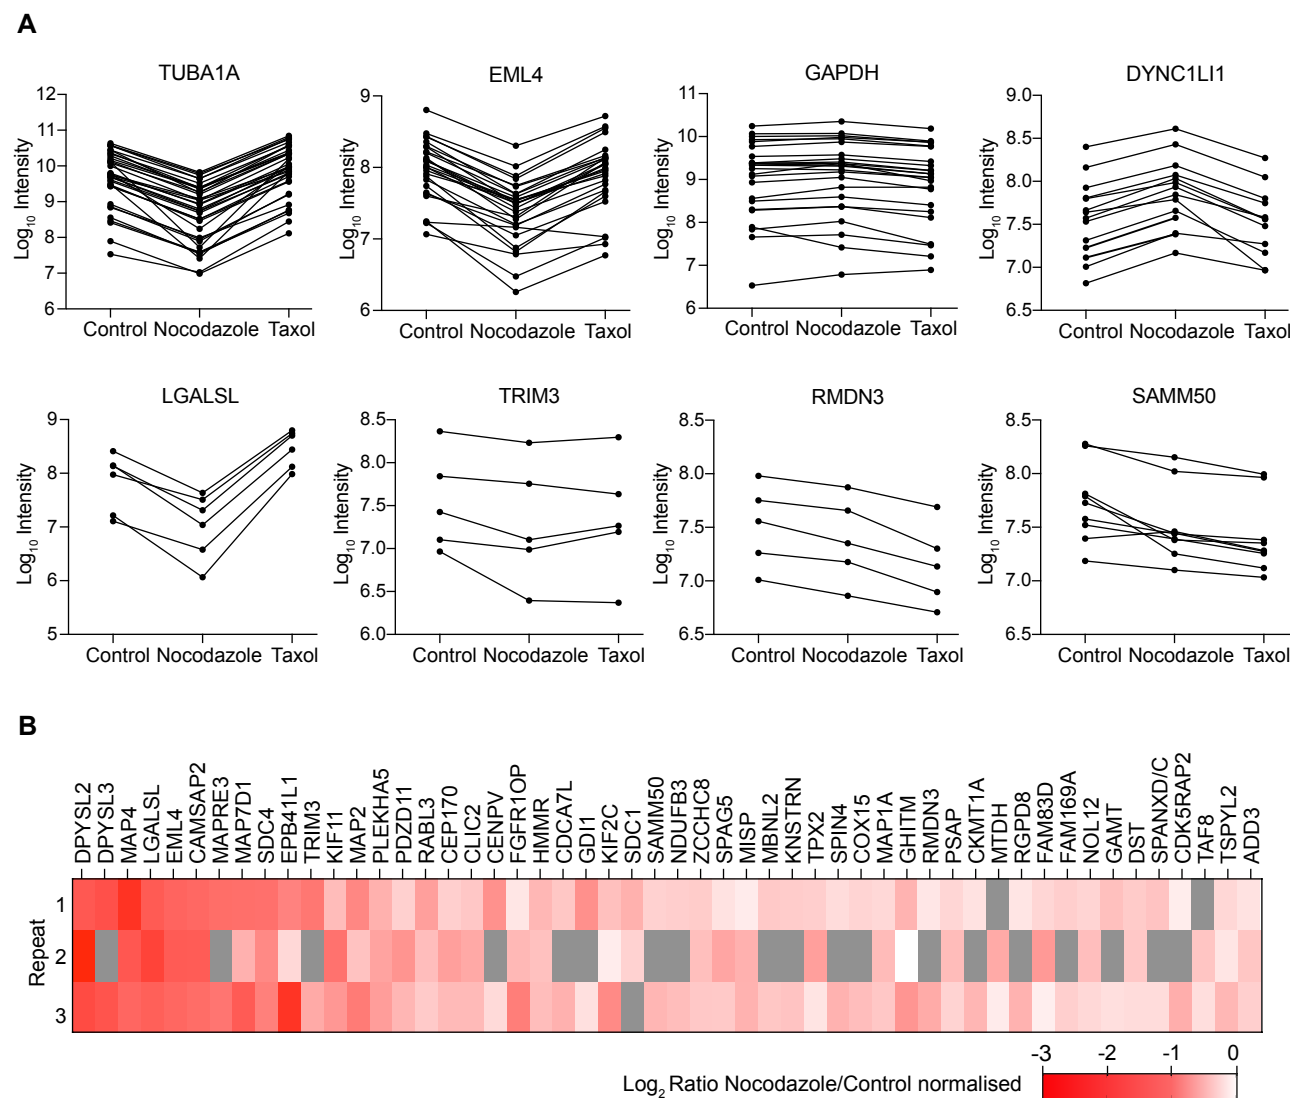 A
TUBA1A
EML4
GAPDH
DYNC1LI1
Log10 Intensity
12
11
10
9
8
7
6
Control Nocodazole Taxol
Log10 Intensity
9
8
7
6
Control Nocodazole Taxol
Log10 Intensity
11
10
9
8
7
6
Control Nocodazole Taxol
Log10 Intensity
9.0
8.5
8.0
7.5
7.0
6.5
Control Nocodazole Taxol
LGALSL
TRIM3
RMDN3
SAMM50
Log10 Intensity
9
8
7
6
5
Control Nocodazole Taxol
Log10 Intensity
8.5
8.0
7.5
7.0
6.5
6.0
Control Nocodazole Taxol
Log10 Intensity
8.5
8.0
7.5
7.0
6.5
Control Nocodazole Taxol
Log10 Intensity
8.5
8.0
7.5
7.0
6.5
Control Nocodazole Taxol
B
DPYSL2
DPYSL3
MAP4
LGALSL
EML4
CAMSAP2
MAPRE3
MAP7D1
SDC4
EPB41L1
TRIM3
KIF11
MAP2
PLEKHA5
PDZD11
RABL3
CEP170
CLIC2
CENPV
FGFR1OP
HMMR
CDCA7L
GDI1
KIF2C
SDC1
SAMM50
NDUFB3
ZCCHC8
SPAG5
MISP
MBNL2
KNSTRN
TPX2
SPIN4
COX15
MAP1A
GHITM
RMDN3
PSAP
CKMT1A
MTDH
RGPD8
FAM83D
FAM169A
NOL12
GAMT
DST
SPANXD/C
CDK5RAP2
TAF8
TSPYL2
ADD3
Repeat
1
2
3
-3 -2 -1 0
Log2 Ratio Nocodazole/Control normalised